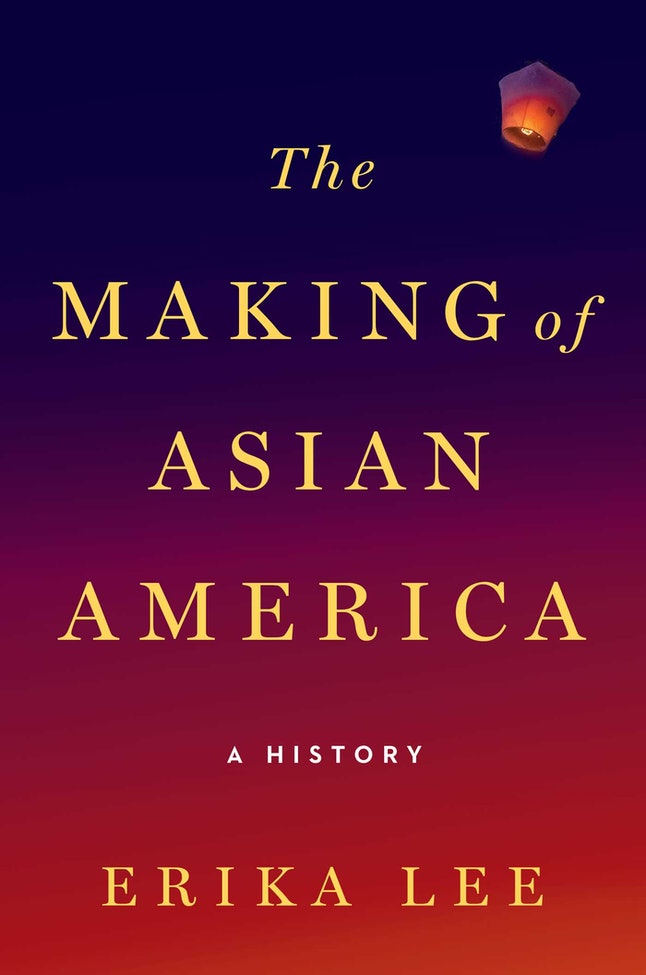 The
MAKING of
ASIAN
AMERICA
A HISTORY
ERIKA LEE